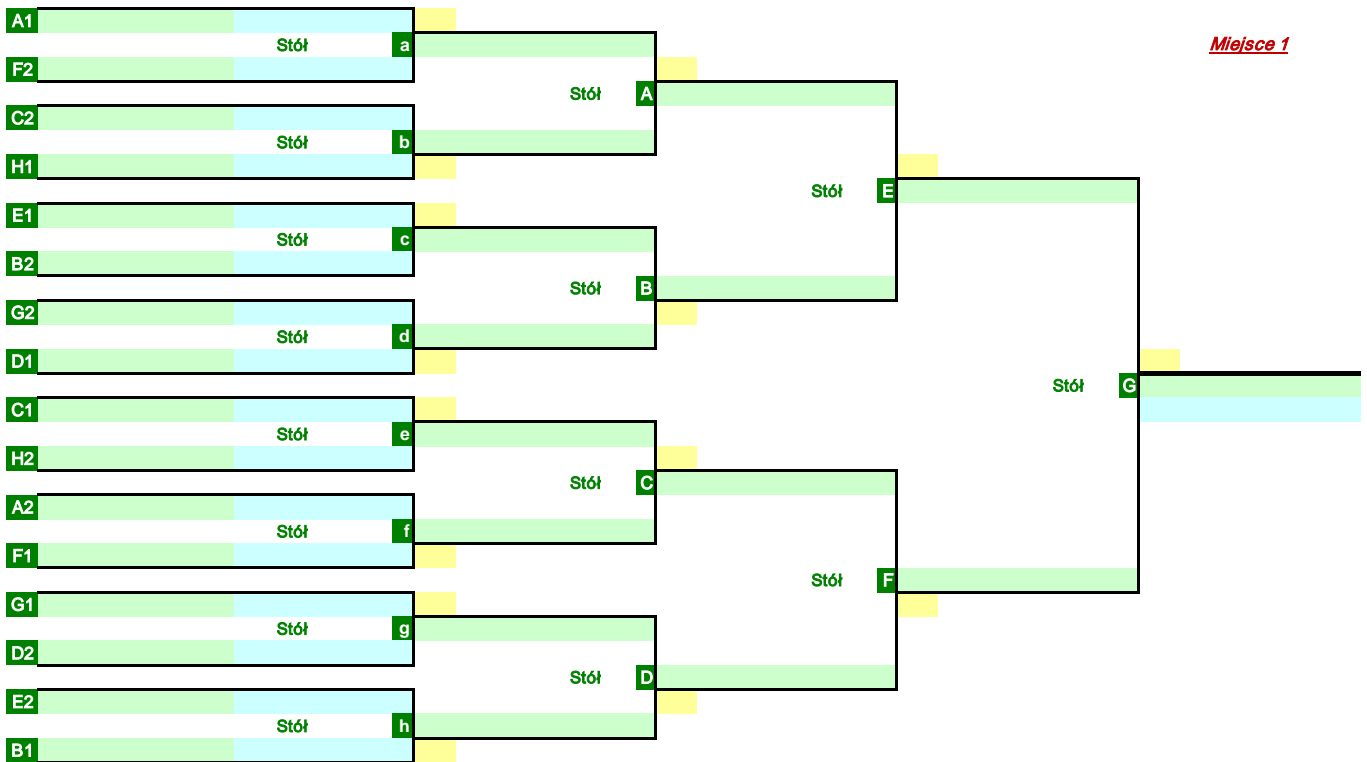 A1
Stół a
Miejsce 1
F2
Stół A
C2
Stół b
H1
Stół E
E1
Stół c
B2
Stół B
G2
Stół d
D1
Stół G
C1
Stół e
H2
Stół C
A2
Stół f
F1
Stół F
G1
Stół g
D2
Stół D
E2
Stół h
B1